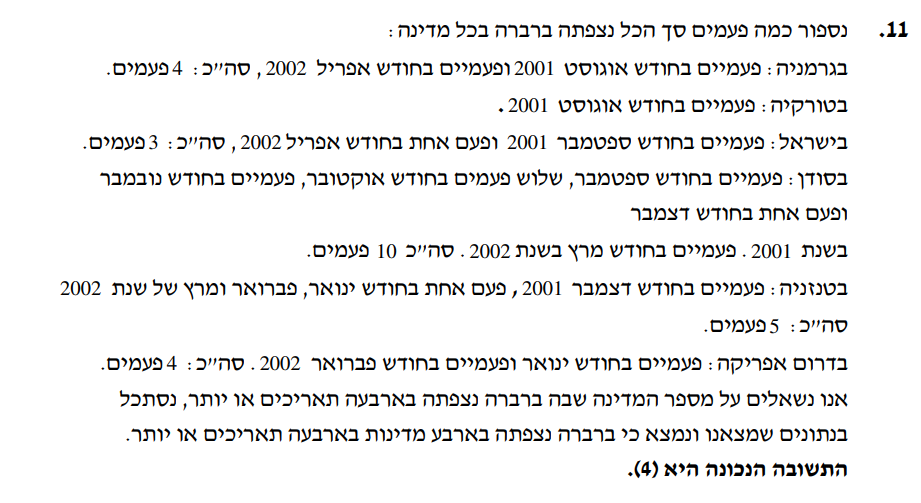 11. נספור כמה פעמים סך הכל נצפתה ברברה בכל מדינה:
בגרמניה: פעמיים בחודש אוגוסט 2001 ופעמיים בחודש אפריל 2002, סה״כ: 4 פעמים.
בטורקיה: פעמיים בחודש אוגוסט 2001.
בישראל: פעמיים בחודש ספטמבר 2001 ופעם אחת בחודש אפריל 2002, סה״כ: 3 פעמים.
בסודן: פעמיים בחודש ספטמבר, שלוש פעמים בחודש אוקטובר, פעמיים בחודש נובמבר
ופעם אחת בחודש דצמבר
בשנת 2001. פעמיים בחודש מרץ בשנת 2002. סה״כ 10 פעמים.
בטנזניה: פעמיים בחודש דצמבר 2001, פעם אחת בחודש ינואר, פברואר ומרץ של שנת 2002
סה״כ: 5 פעמים.
בדרום אפריקה: פעמיים בחודש ינואר ופעמיים בחודש פברואר 2002. סה״כ: 4 פעמים.
אנו נשאלים על מספר המדינה שבה ברברה נצפתה בארבעה תאריכים או יותר, נסתכל
בנתונים שמצאנו ונמצא כי ברברה נצפתה בארבע מדינות בארבעה תאריכים או יותר.
התשובה הנכונה היא (4).